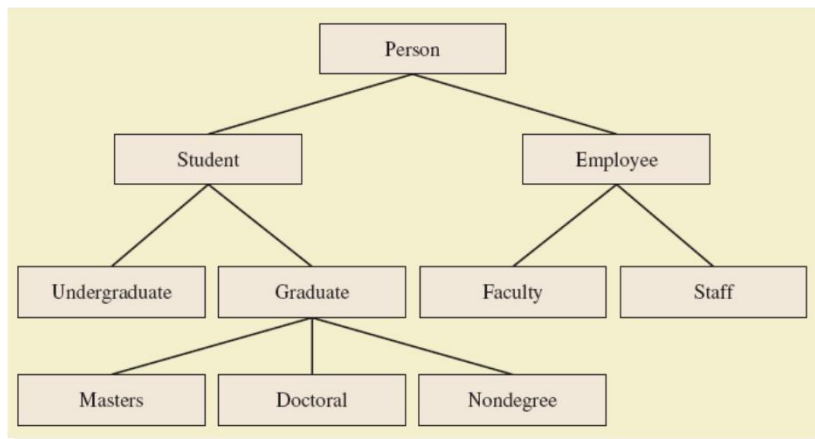 Person
Student
Employee
Undergraduate
Graduate
Faculty
Staff
Masters
Doctoral
Nondegree